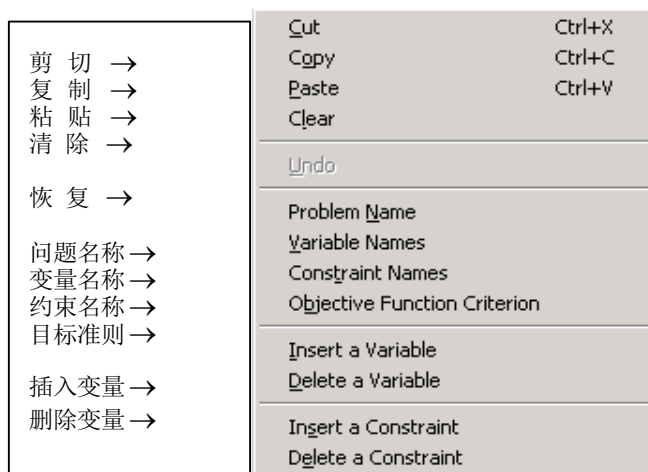 剪 切 →
复 制 →
粘 贴 →
清 除 →
恢 复 →
问题名称→
变量名称→
约束名称→
目标准则→
插入变量→
删除变量→
Cut Ctrl+X
Copy Ctrl+C
Paste Ctrl+V
Clear
Undo
Problem Name
Variable Names
Constraint Names
Objective Function Criterion
Insert a Variable
Delete a Variable
Insert a Constraint
Delete a Constraint